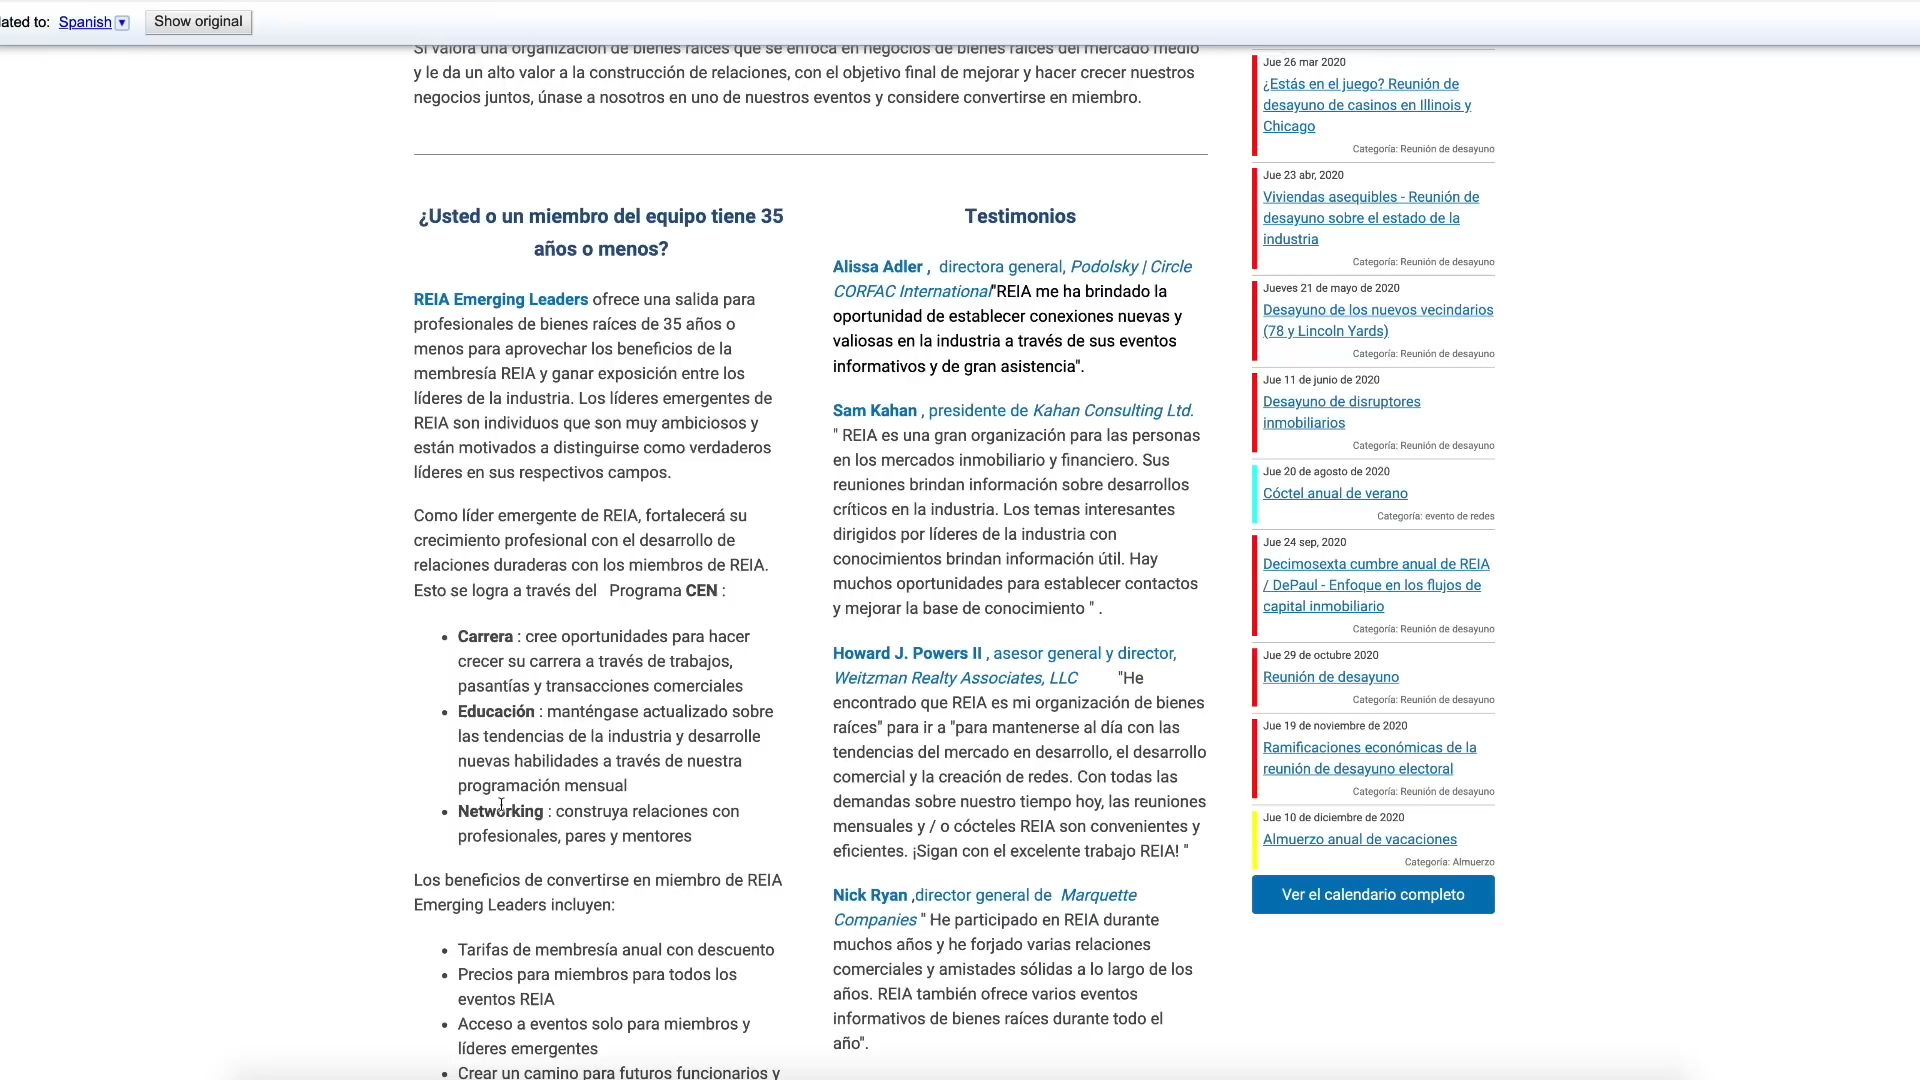 lated to: Spanish ▼ Show original
Si valora una organización de bienes raíces que se enfoca en negocios de bienes raíces del mercado medio
y le da un alto valor a la construcción de relaciones, con el objetivo final de mejorar y hacer crecer nuestros
negocios juntos, únase a nosotros en uno de nuestros eventos y considere convertirse en miembro.
¿Usted o un miembro del equipo tiene 35
años o menos?
REIA Emerging Leaders ofrece una salida para
profesionales de bienes raíces de 35 años o
menos para aprovechar los beneficios de la
membresía REIA y ganar exposición entre los
líderes de la industria. Los líderes emergentes de
REIA son individuos que son muy ambiciosos y
están motivados a distinguirse como verdaderos
líderes en sus respectivos campos.
Como líder emergente de REIA, fortalecerá su
crecimiento profesional con el desarrollo de
relaciones duraderas con los miembros de REIA.
Esto se logra a través del Programa CEN :
• Carrera : cree oportunidades para hacer
crecer su carrera a través de trabajos,
pasantías y transacciones comerciales
• Educación : manténgase actualizado sobre
las tendencias de la industria y desarrolle
nuevas habilidades a través de nuestra
programación mensual
• Networking : construya relaciones con
profesionales, pares y mentores
Los beneficios de convertirse en miembro de REIA
Emerging Leaders incluyen:
• Tarifas de membresía anual con descuento
• Precios para miembros para todos los
eventos REIA
• Acceso a eventos solo para miembros y
líderes emergentes
• Crear un camino para futuros funcionarios y
Testimonios
Alissa Adler , directora general, Podolsky | Circle
CORFAC International"REIA me ha brindado la
oportunidad de establecer conexiones nuevas y
valiosas en la industria a través de sus eventos
informativos y de gran asistencia".
Sam Kahan , presidente de Kahan Consulting Ltd.
" REIA es una gran organización para las personas
en los mercados inmobiliario y financiero. Sus
reuniones brindan información sobre desarrollos
críticos en la industria. Los temas interesantes
dirigidos por líderes de la industria con
conocimientos brindan información útil. Hay
muchos oportunidades para establecer contactos
y mejorar la base de conocimiento " .
Howard J. Powers II , asesor general y director,
Weitzman Realty Associates, LLC "He
encontrado que REIA es mi organización de bienes
raíces" para ir a "para mantenerse al día con las
tendencias del mercado en desarrollo, el desarrollo
comercial y la creación de redes. Con todas las
demandas sobre nuestro tiempo hoy, las reuniones
mensuales y / o cócteles REIA son convenientes y
eficientes. ¡Sigan con el excelente trabajo REIA! "
Nick Ryan ,director general de Marquette
Companies " He participado en REIA durante
muchos años y he forjado varias relaciones
comerciales y amistades sólidas a lo largo de los
años. REIA también ofrece varios eventos
informativos de bienes raíces durante todo el
año".
Jue 26 mar 2020
¿Estás en el juego? Reunión de
desayuno de casinos en Illinois y
Chicago
Categoría: Reunión de desayuno
Jue 23 abr, 2020
Viviendas asequibles - Reunión de
desayuno sobre el estado de la
industria
Categoría: Reunión de desayuno
Jueves 21 de mayo de 2020
Desayuno de los nuevos vecindarios
(78 y Lincoln Yards)
Categoría: Reunión de desayuno
Jue 11 de junio de 2020
Desayuno de disruptores
inmobiliarios
Categoría: Reunión de desayuno
Jue 20 de agosto de 2020
Cóctel anual de verano
Categoría: evento de redes
Jue 24 sep, 2020
Decimosexta cumbre anual de REIA
/ DePaul - Enfoque en los flujos de
capital inmobiliario
Categoría: Reunión de desayuno
Jue 29 de octubre 2020
Reunión de desayuno
Categoría: Reunión de desayuno
Jue 19 de noviembre de 2020
Ramificaciones económicas de la
reunión de desayuno electoral
Categoría: Reunión de desayuno
Jue 10 de diciembre de 2020
Almuerzo anual de vacaciones
Categoría: Almuerzo
Ver el calendario completo